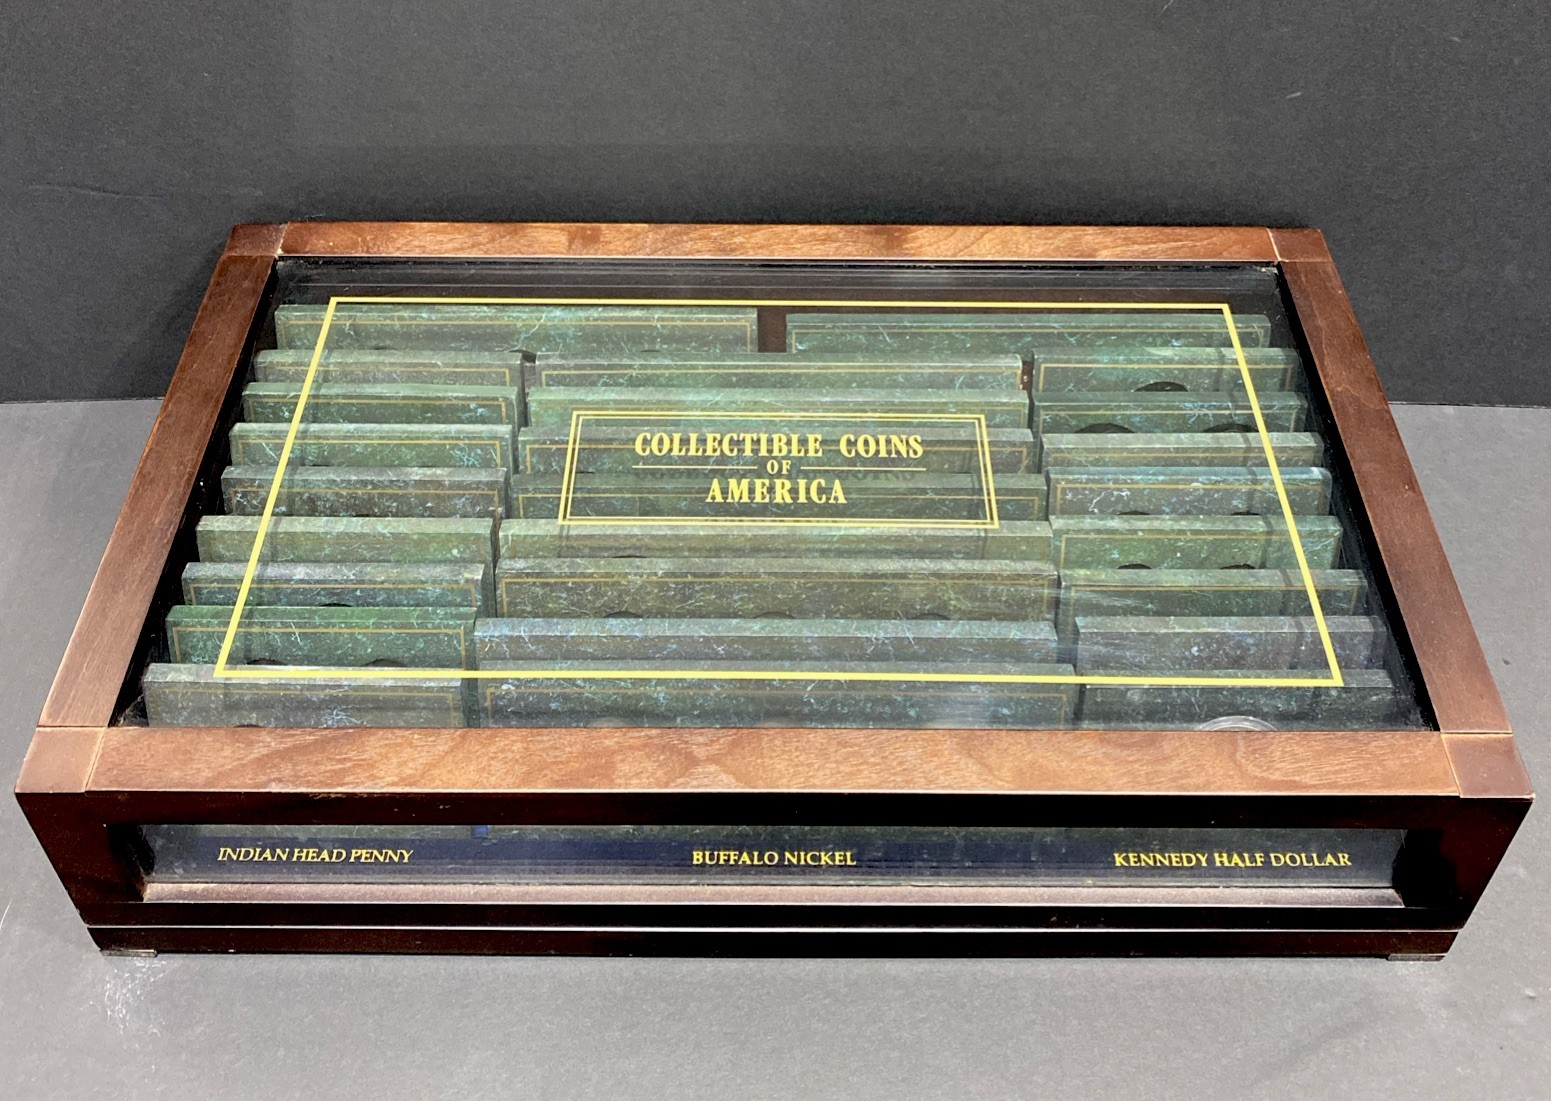 COLLECTIBLE COINS
OF
AMERICA
INDIAN HEAD PENNY
BUFFALO NICKEL
KENNEDY HALF DOLLAR